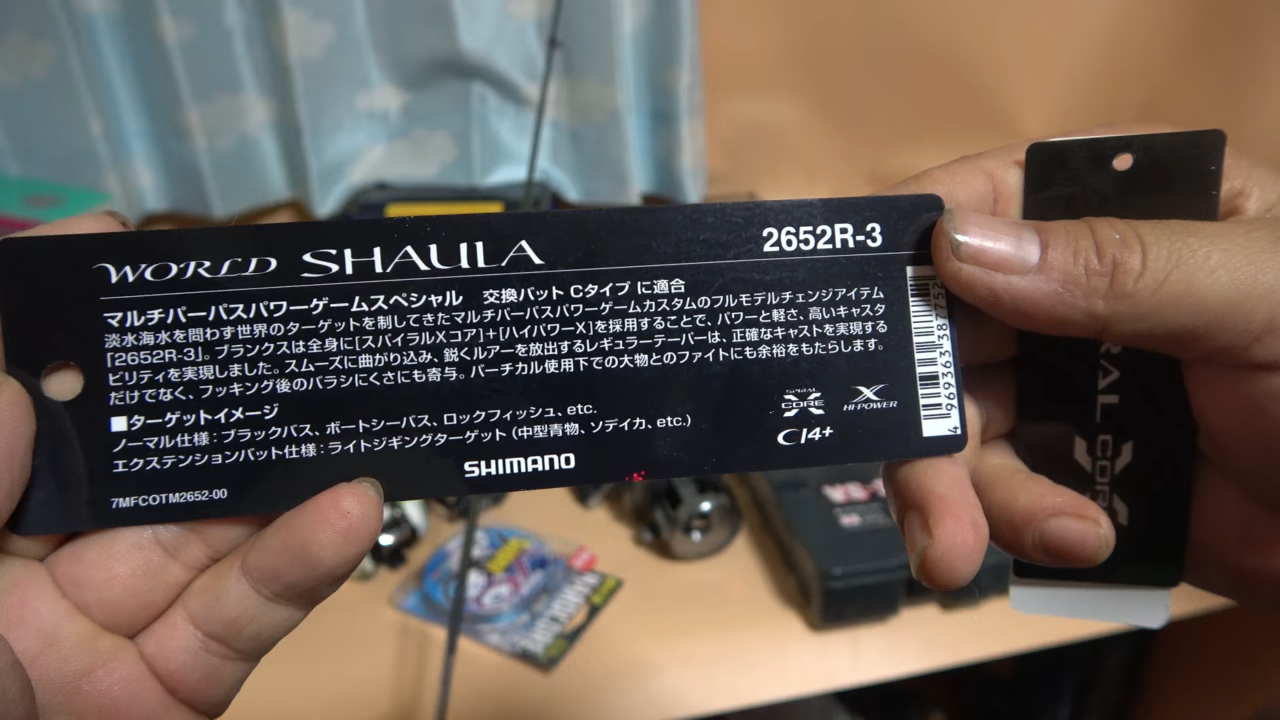 WORLD SHAULA 2652R-3
マルチパーパスパワーゲームスペシャル 交換バット Cタイプ に適合
淡水海水を問わず世界のターゲットを制してきたマルチパーパスパワーゲームカスタムのフルモデルチェンジアイテム
[2652R-3]。ブランクスは全身に[スパイラルXコア]+[ハイパワーX]を採用することで、パワーと軽さ、高いキャスタ
ビリティを実現しました。スムーズに曲がり込み、鋭くルアーを放出するレギュラーテーパーは、正確なキャストを実現する
だけでなく、フッキング後のバラシにくさにも寄与。バーチカル使用下での大物とのファイトにも余裕をもたらします。
■ターゲットイメージ
ノーマル仕様：ブラックバス、ボートシーバス、ロックフィッシュ、etc.
エクステンションバット仕様：ライトジギングターゲット（中型青物、ソデイカ、etc.）
SPIRAL X CORE
X HI-POWER
CI4+
SHIMANO
7MFCOTM2652-00
4 969363 38775
RAL
X CORE